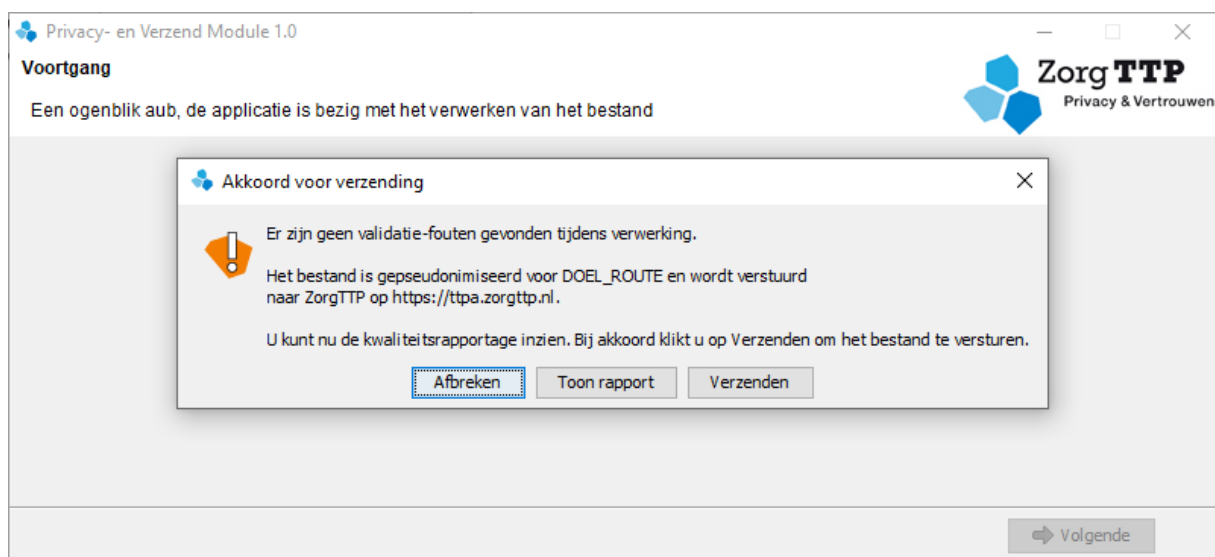 Privacy- en Verzend Module 1.0
Voortgang
Een ogenblik aub, de applicatie is bezig met het verwerken van het bestand
Zorg TTP
Privacy & Vertrouwen
Akkoord voor verzending
Er zijn geen validatie-fouten gevonden tijdens verwerking.
Het bestand is gepseudonimiseerd voor DOEL_ROUTE en wordt verstuurd
naar ZorgTTP op https://ttpa.zorgttp.nl.
U kunt nu de kwaliteitsrapportage inzien. Bij akkoord klikt u op Verzenden om het bestand te versturen.
Afbreken Toon rapport Verzenden
Volgende